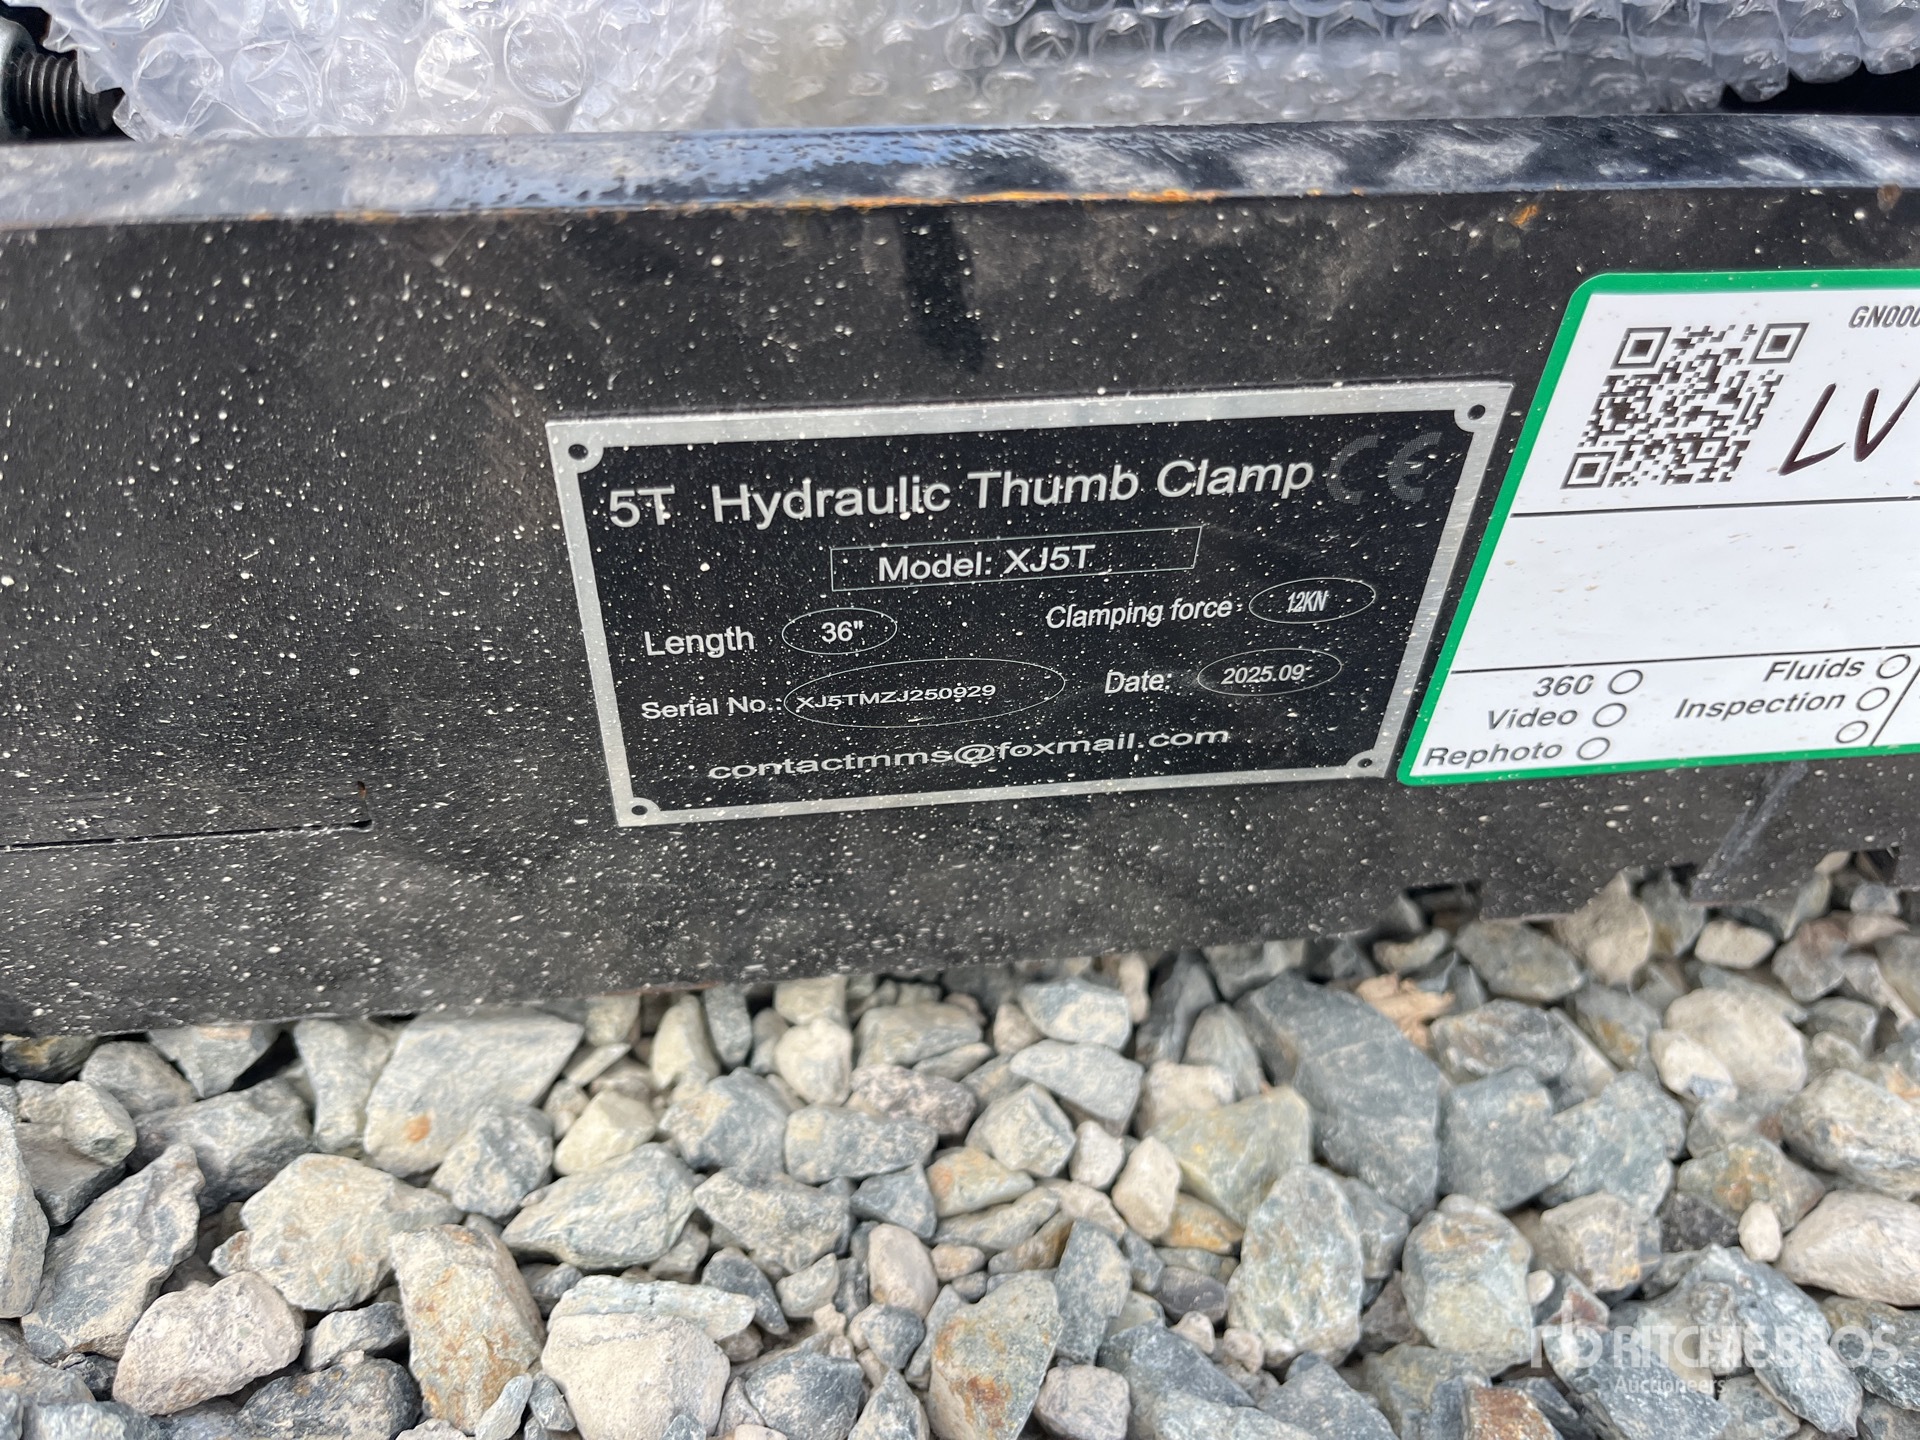 5T Hydraulic Thumb Clamp CE
Model: XJ5T
Length 36"
Clamping force: 12KN
Serial No.: XJ5TMZJ250929
Date: 2025.09
contactmms@foxmail.com
GN000
LV
360
Video
Rephoto
Fluids
Inspection
RITCHIE BROS
Auctioneers